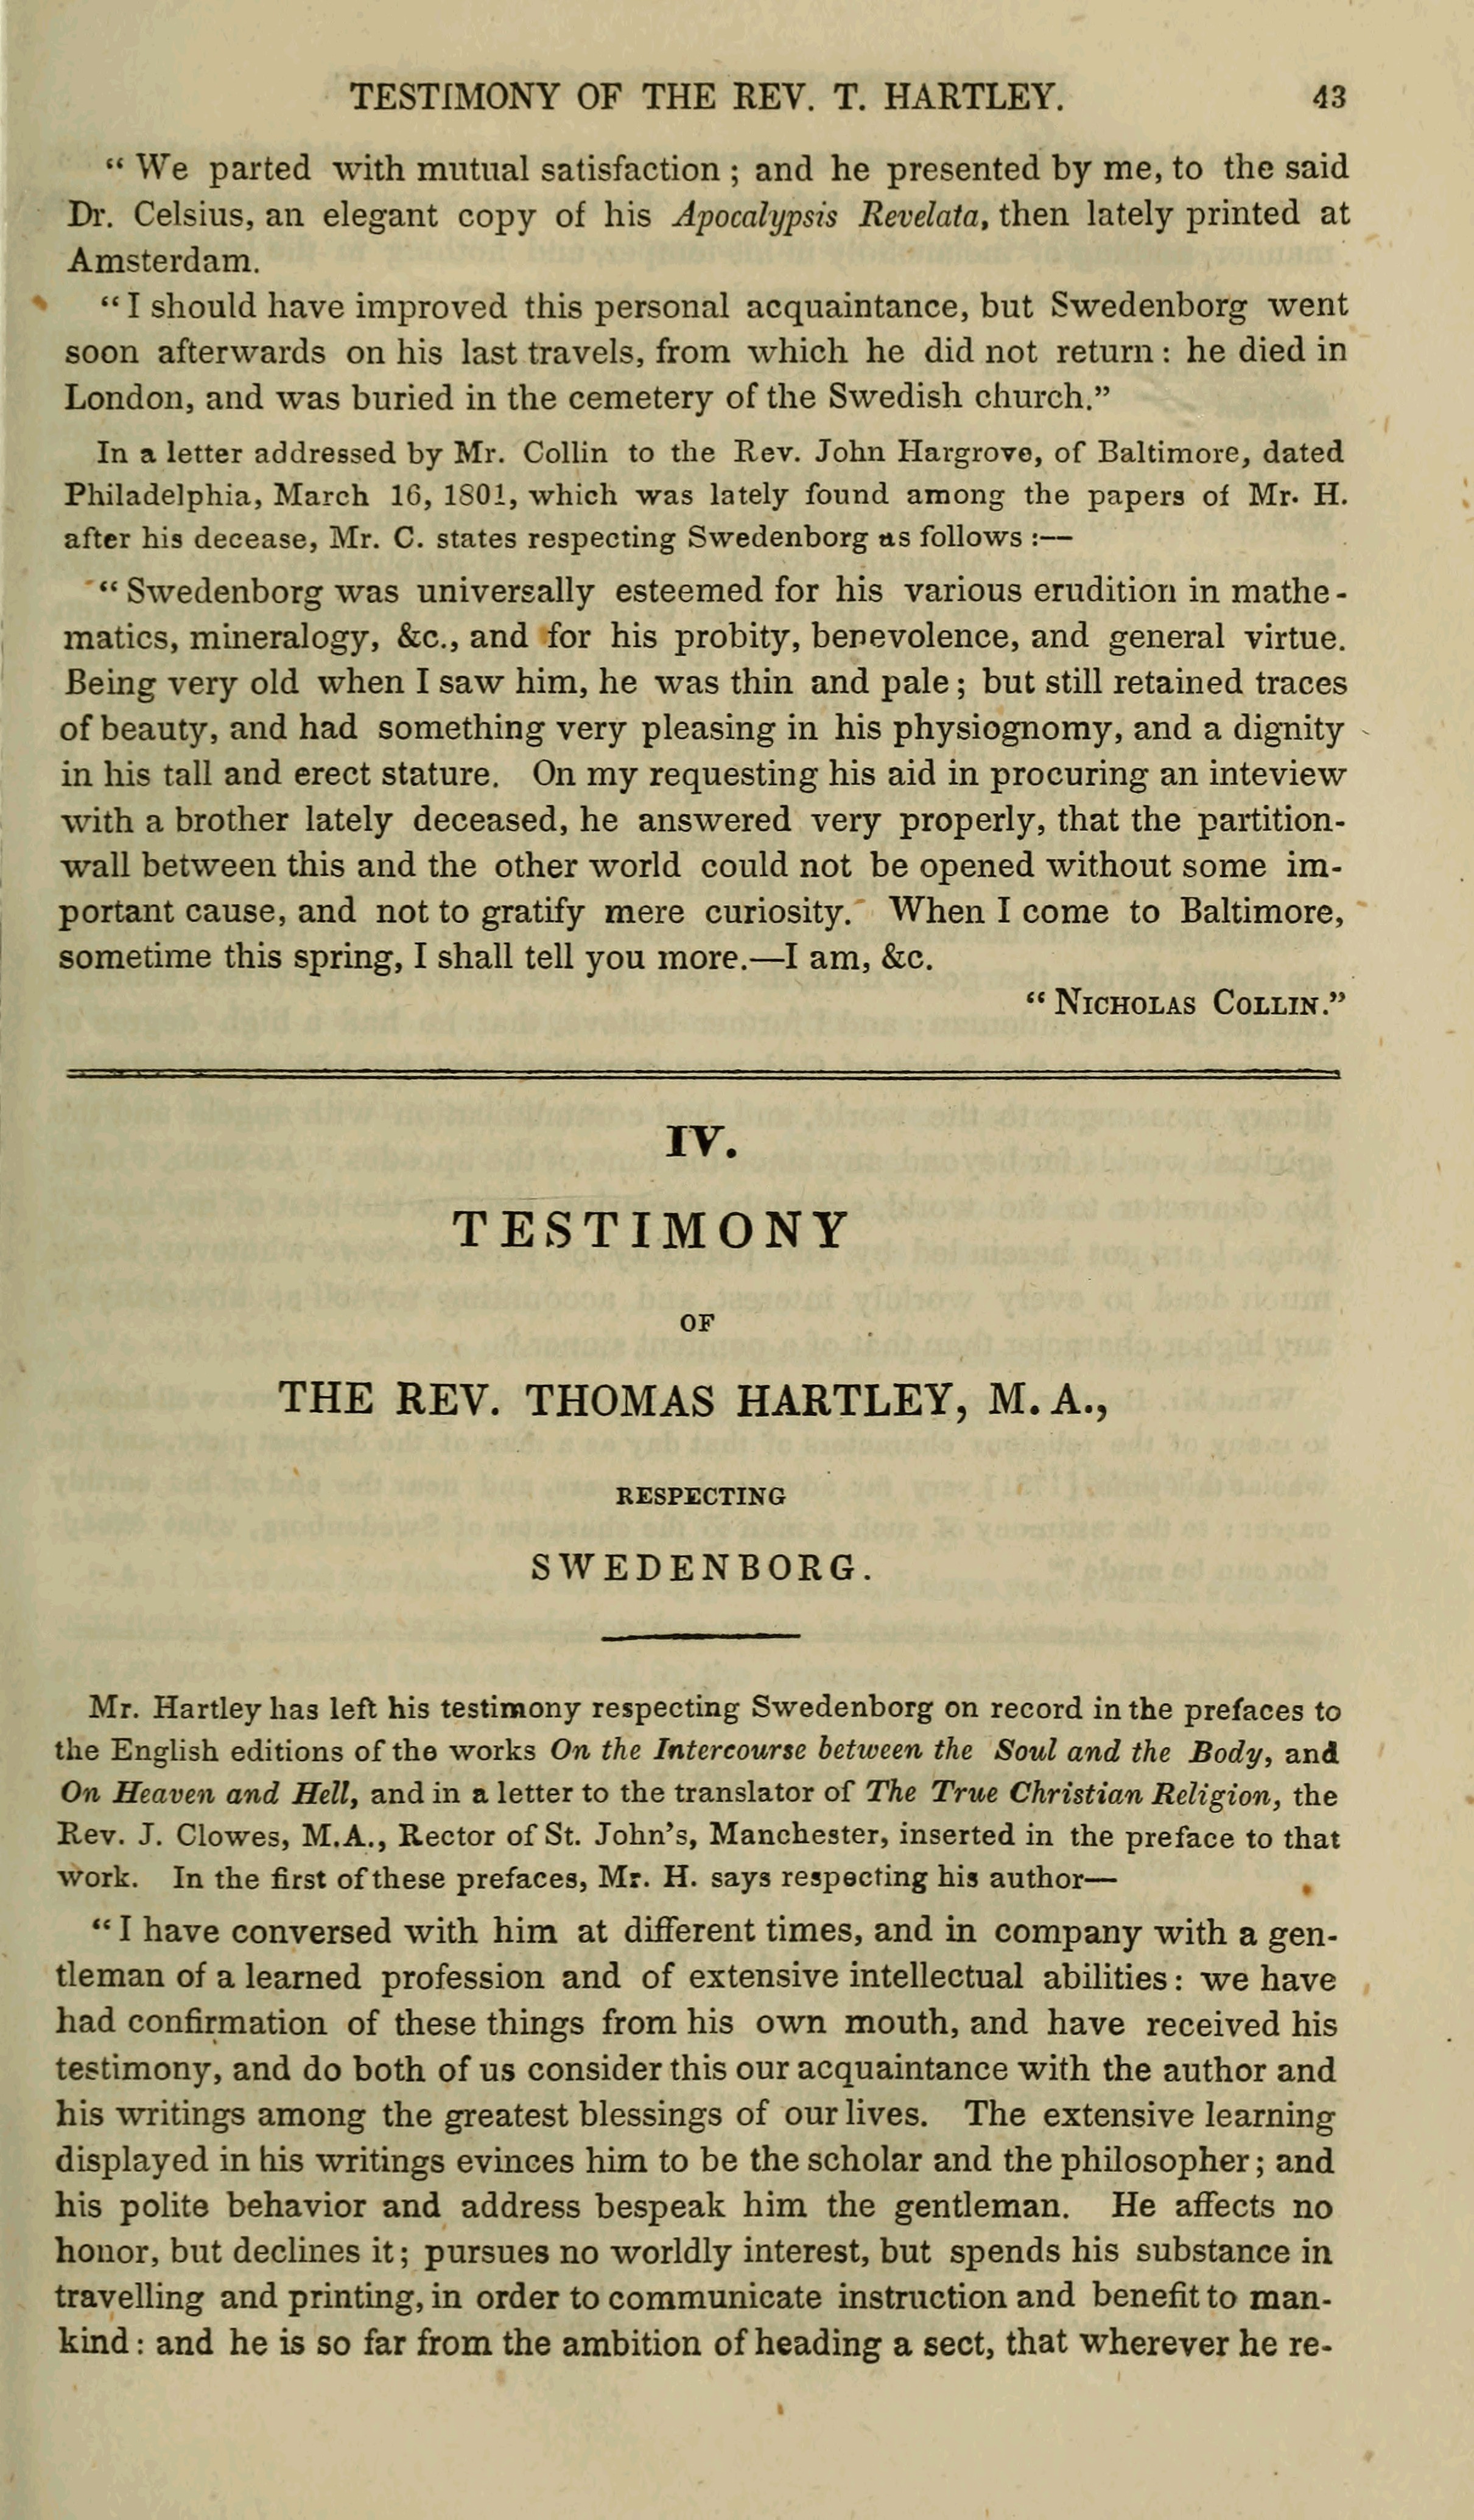 TESTIMONY OF THE REV. T. HARTLEY. 43
“ We parted with mutual satisfaction ; and he presented by me, to the said
Dr. Celsius, an elegant copy of his Apocalypsis Revelata, then lately printed at
Amsterdam.
“ I should have improved this personal acquaintance, but Swedenborg went
soon afterwards on his last travels, from which he did not return : he died in
London, and was buried in the cemetery of the Swedish church.”
In a letter addressed by Mr. Collin to the Rev. John Hargrove, of Baltimore, dated
Philadelphia, March 16, 1801, which was lately found among the papers of Mr. H.
after his decease, Mr. C. states respecting Swedenborg as follows :—
“ Swedenborg was universally esteemed for his various erudition in mathe-
matics, mineralogy, &c., and for his probity, benevolence, and general virtue.
Being very old when I saw him, he was thin and pale ; but still retained traces
of beauty, and had something very pleasing in his physiognomy, and a dignity
in his tall and erect stature. On my requesting his aid in procuring an inteview
with a brother lately deceased, he answered very properly, that the partition-
wall between this and the other world could not be opened without some im-
portant cause, and not to gratify mere curiosity. When I come to Baltimore,
sometime this spring, I shall tell you more.—I am, &c.
“ NICHOLAS COLLIN.”
IV.
TESTIMONY
OF
THE REV. THOMAS HARTLEY, M. A.,
RESPECTING
SWEDENBORG.
Mr. Hartley has left his testimony respecting Swedenborg on record in the prefaces to
the English editions of the works On the Intercourse between the Soul and the Body, and
On Heaven and Hell, and in a letter to the translator of The True Christian Religion, the
Rev. J. Clowes, M.A., Rector of St. John’s, Manchester, inserted in the preface to that
work. In the first of these prefaces, Mr. H. says respecting his author—
“ I have conversed with him at different times, and in company with a gen-
tleman of a learned profession and of extensive intellectual abilities : we have
had confirmation of these things from his own mouth, and have received his
testimony, and do both of us consider this our acquaintance with the author and
his writings among the greatest blessings of our lives. The extensive learning
displayed in his writings evinces him to be the scholar and the philosopher ; and
his polite behavior and address bespeak him the gentleman. He affects no
honor, but declines it ; pursues no worldly interest, but spends his substance in
travelling and printing, in order to communicate instruction and benefit to man-
kind : and he is so far from the ambition of heading a sect, that wherever he re-